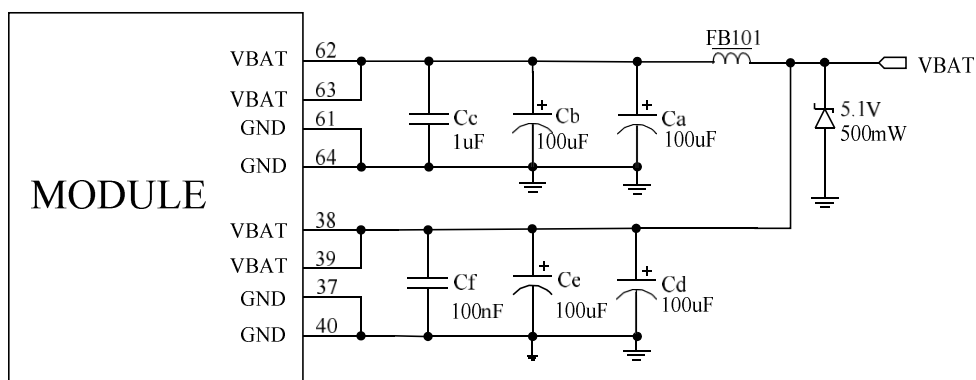 MODULE
VBAT 62
VBAT 63
GND 61
GND 64
VBAT 38
VBAT 39
GND 37
GND 40
Cc
1uF
Cb
100uF
Ca
100uF
FB101
VBAT
5.1V
500mW
Cf
100nF
Ce
100uF
Cd
100uF